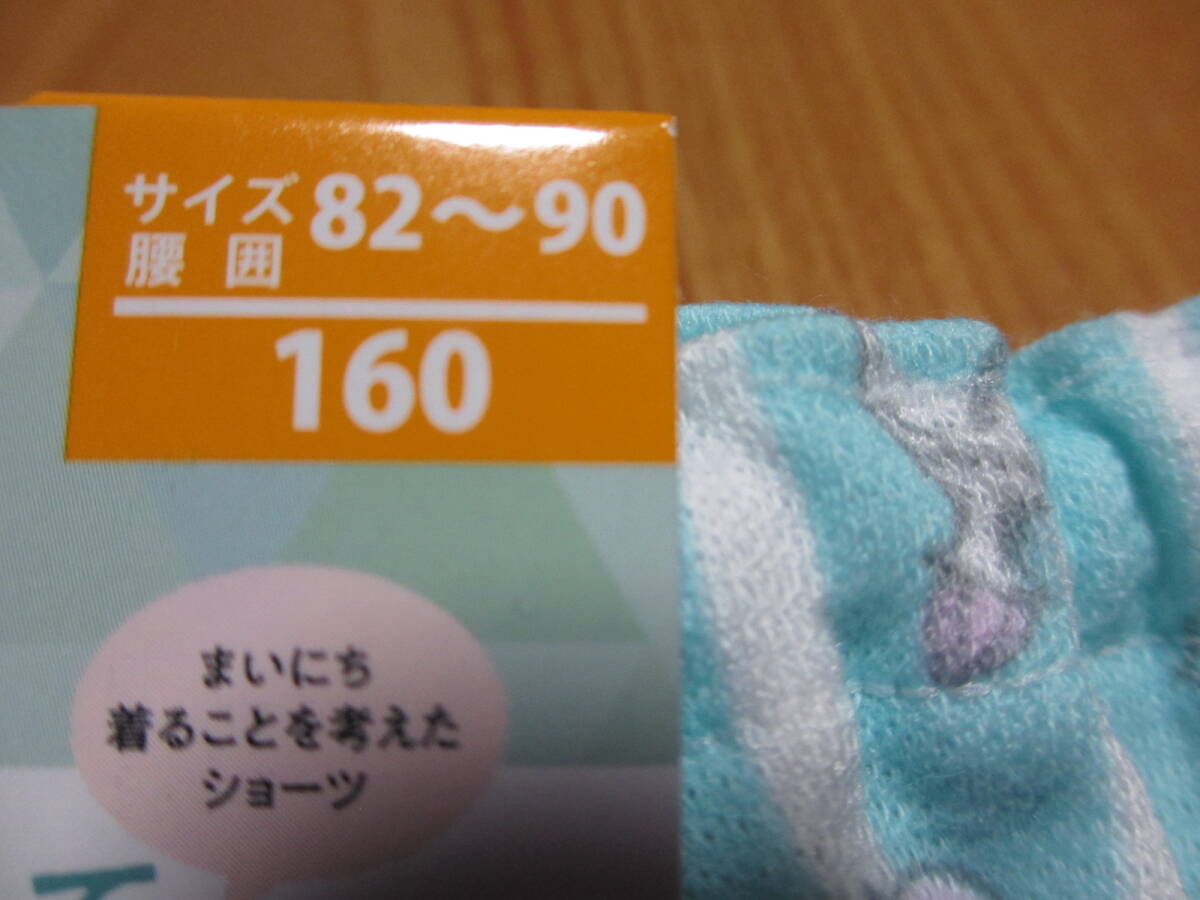 サイズ 82～90
腰囲
160
まいにち
着ることを考えた
ショーツ